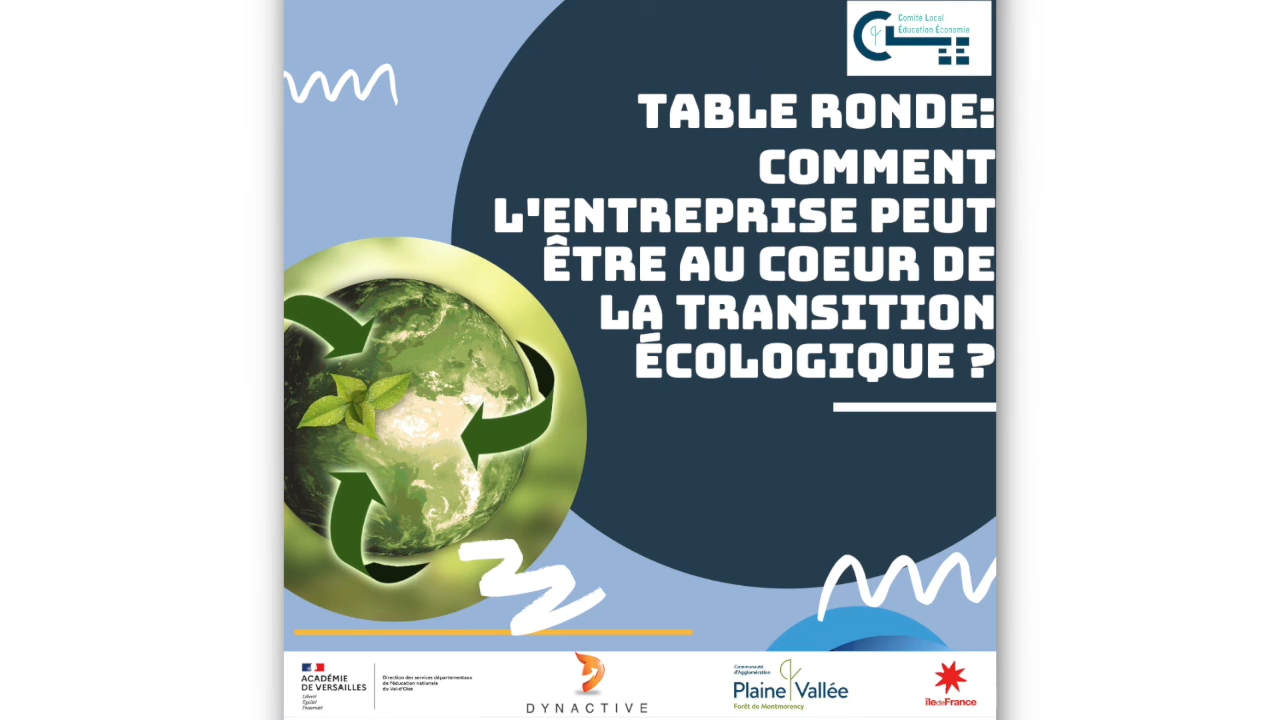 Comité Local
Éducation Économie
TABLE RONDE:
COMMENT
L'ENTREPRISE PEUT
ÊTRE AU COEUR DE
LA TRANSITION
ÉCOLOGIQUE ?
ACADÉMIE
DE VERSAILLES
Liberté
Égalité
Fraternité
Direction des services départementaux
de l'éducation nationale
du Val-d'Oise
DYNACTIVE
Communauté
d'Agglomération
Plaine Vallée
Forêt de Montmorency
îledeFrance